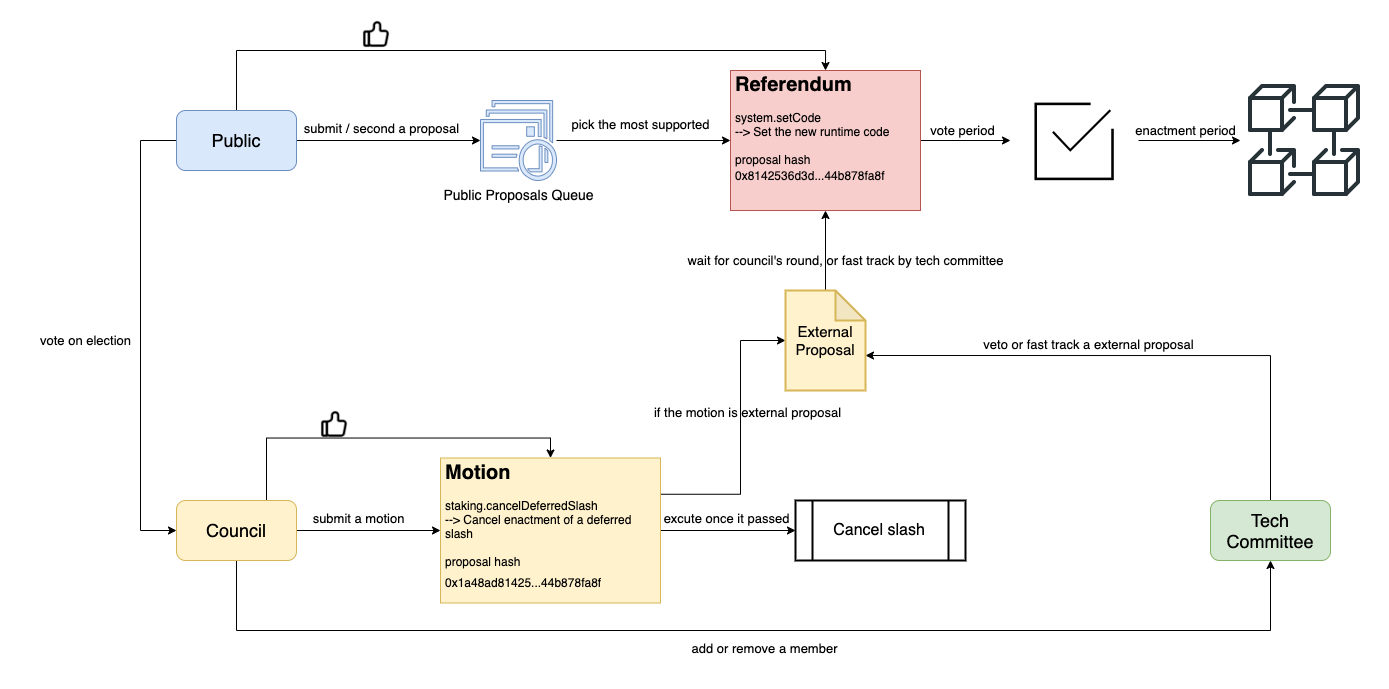 Referendum
system.setCode
--> Set the new runtime code
proposal hash
0x8142536d3d...44b878fa8f
Public
submit / second a proposal
pick the most supported
vote period
enactment period
Public Proposals Queue
wait for council's round, or fast track by tech committee
External
Proposal
veto or fast track a external proposal
vote on election
if the motion is external proposal
Motion
staking.cancelDeferredSlash
--> Cancel enactment of a deferred
slash
proposal hash
0x1a48ad81425...44b878fa8f
Council
submit a motion
excute once it passed
Cancel slash
Tech
Committee
add or remove a member